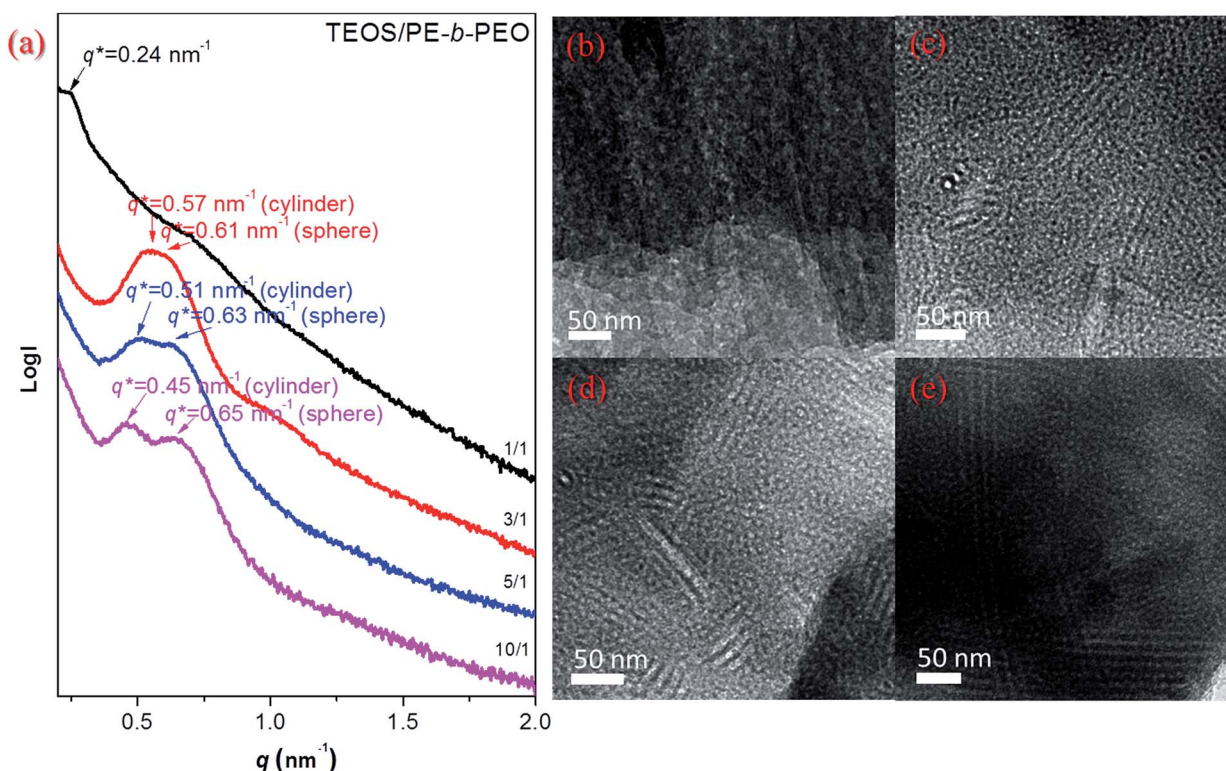 (a)
TEOS/PE-b-PEO
q*=0.24 nm⁻¹
q*=0.57 nm⁻¹ (cylinder)
q*=0.61 nm⁻¹ (sphere)
q*=0.51 nm⁻¹ (cylinder)
q*=0.63 nm⁻¹ (sphere)
q*=0.45 nm⁻¹ (cylinder)
q*=0.65 nm⁻¹ (sphere)
1/1
3/1
5/1
10/1
LogI
0.5 1.0 1.5 2.0
q (nm⁻¹)
(b)
50 nm
(c)
50 nm
(d)
50 nm
(e)
50 nm